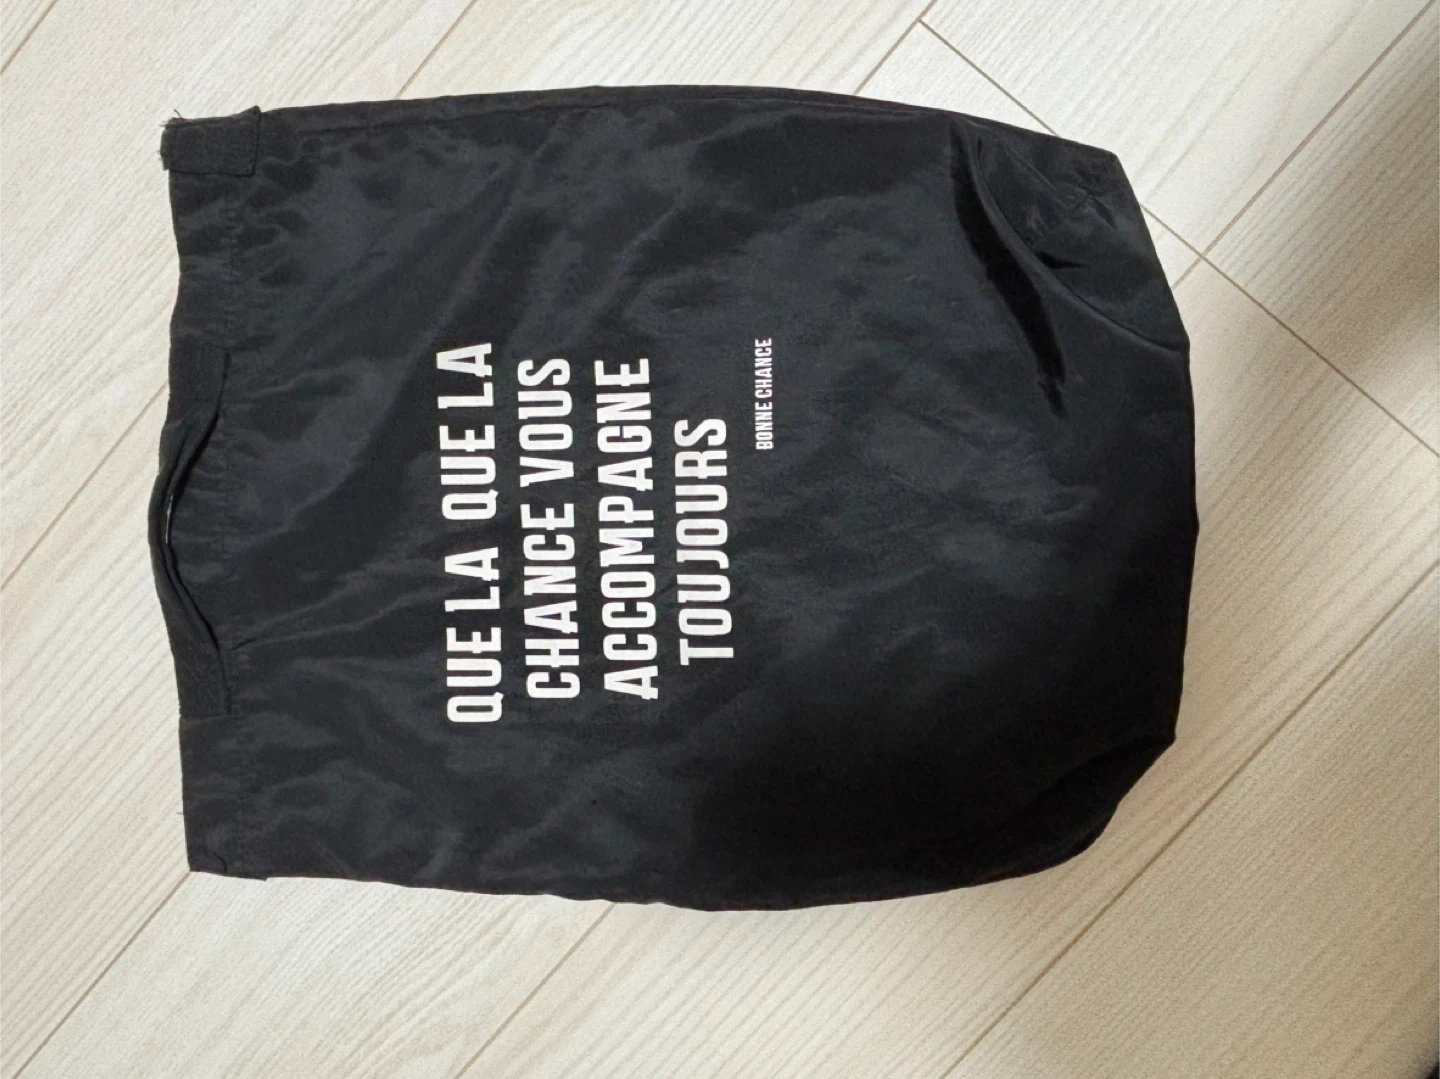 QUE LA QUE LA
CHANCE VOUS
ACCOMPAGNE
TOUJOURS
BONNE CHANCE